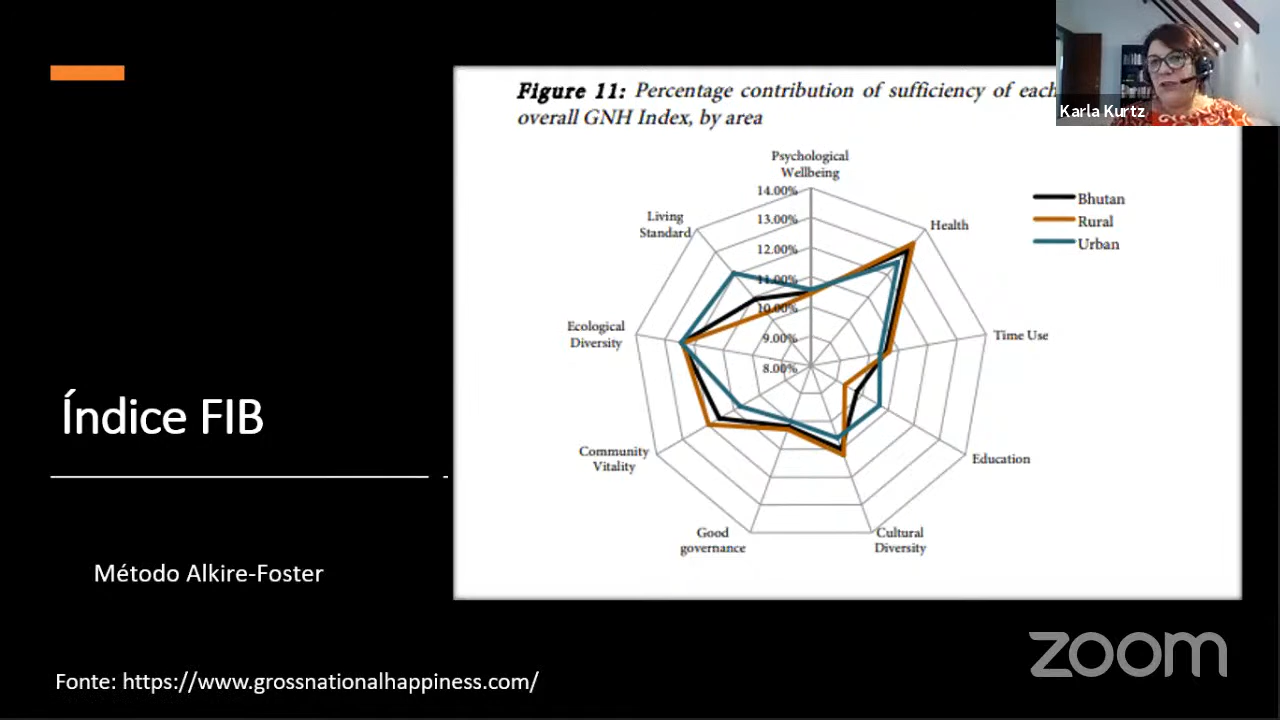 Figure 11: Percentage contribution of sufficiency of each
overall GNH Index, by area
Karla Kurtz
Psychological
Wellbeing
14.00%
13.00%
12.00%
11.00%
10.00%
9.00%
8.00%
Health
Time Use
Education
Cultural
Diversity
Good
governance
Community
Vitality
Ecological
Diversity
Living
Standard
Bhutan
Rural
Urban
Índice FIB
Método Alkire-Foster
Fonte: https://www.grossnationalhappiness.com/
zoom